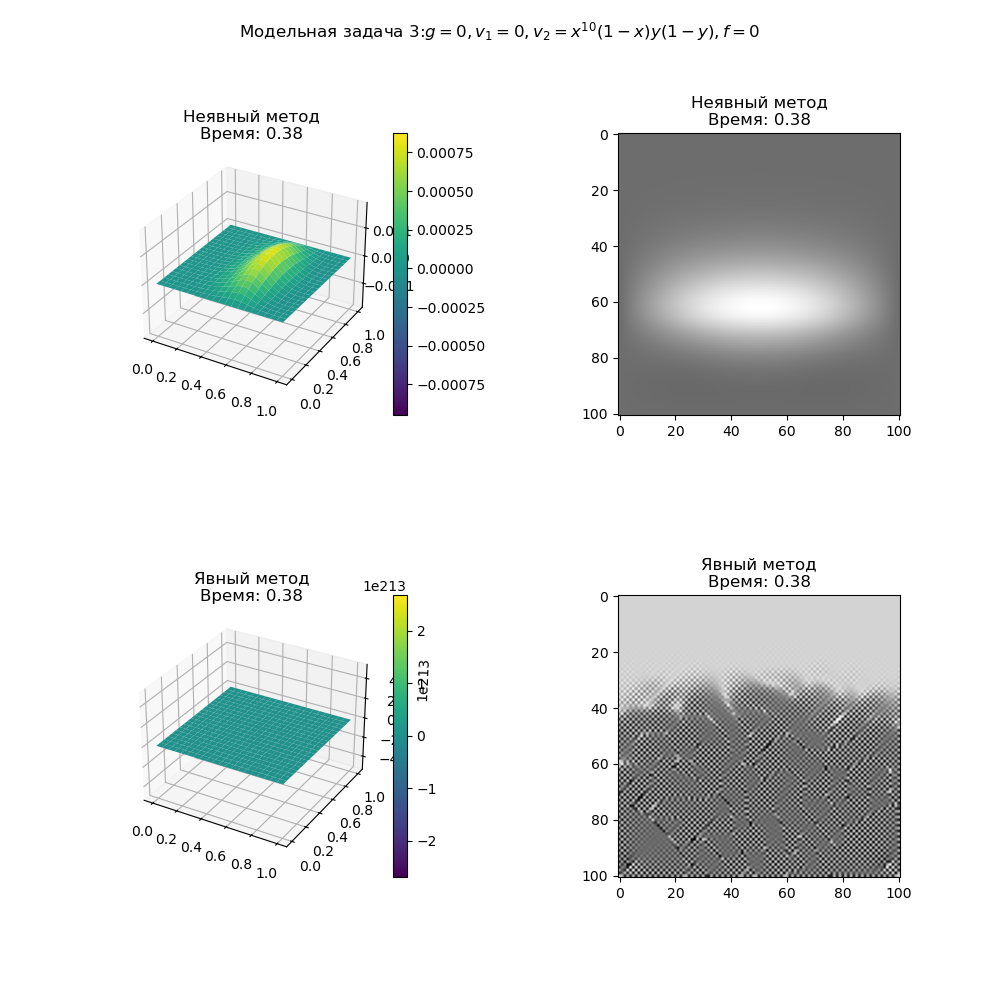 Модельная задача 3:g = 0, v₁ = 0, v₂ = x¹⁰(1 − x)y(1 − y), f = 0
Неявный метод
Время: 0.38
0.00075
0.00050
0.00025
0.00000
−0.00025
−0.00050
−0.00075
0.0 0.2 0.4 0.6 0.8 1.0
0.0 0.2 0.4 0.6 0.8 1.0
Неявный метод
Время: 0.38
0
20
40
60
80
100
0 20 40 60 80 100
Явный метод
Время: 0.38
1e213
2
1
0
−1
−2
1e213
0.0 0.2 0.4 0.6 0.8 1.0
0.0 0.2 0.4 0.6 0.8 1.0
Явный метод
Время: 0.38
0
20
40
60
80
100
0 20 40 60 80 100